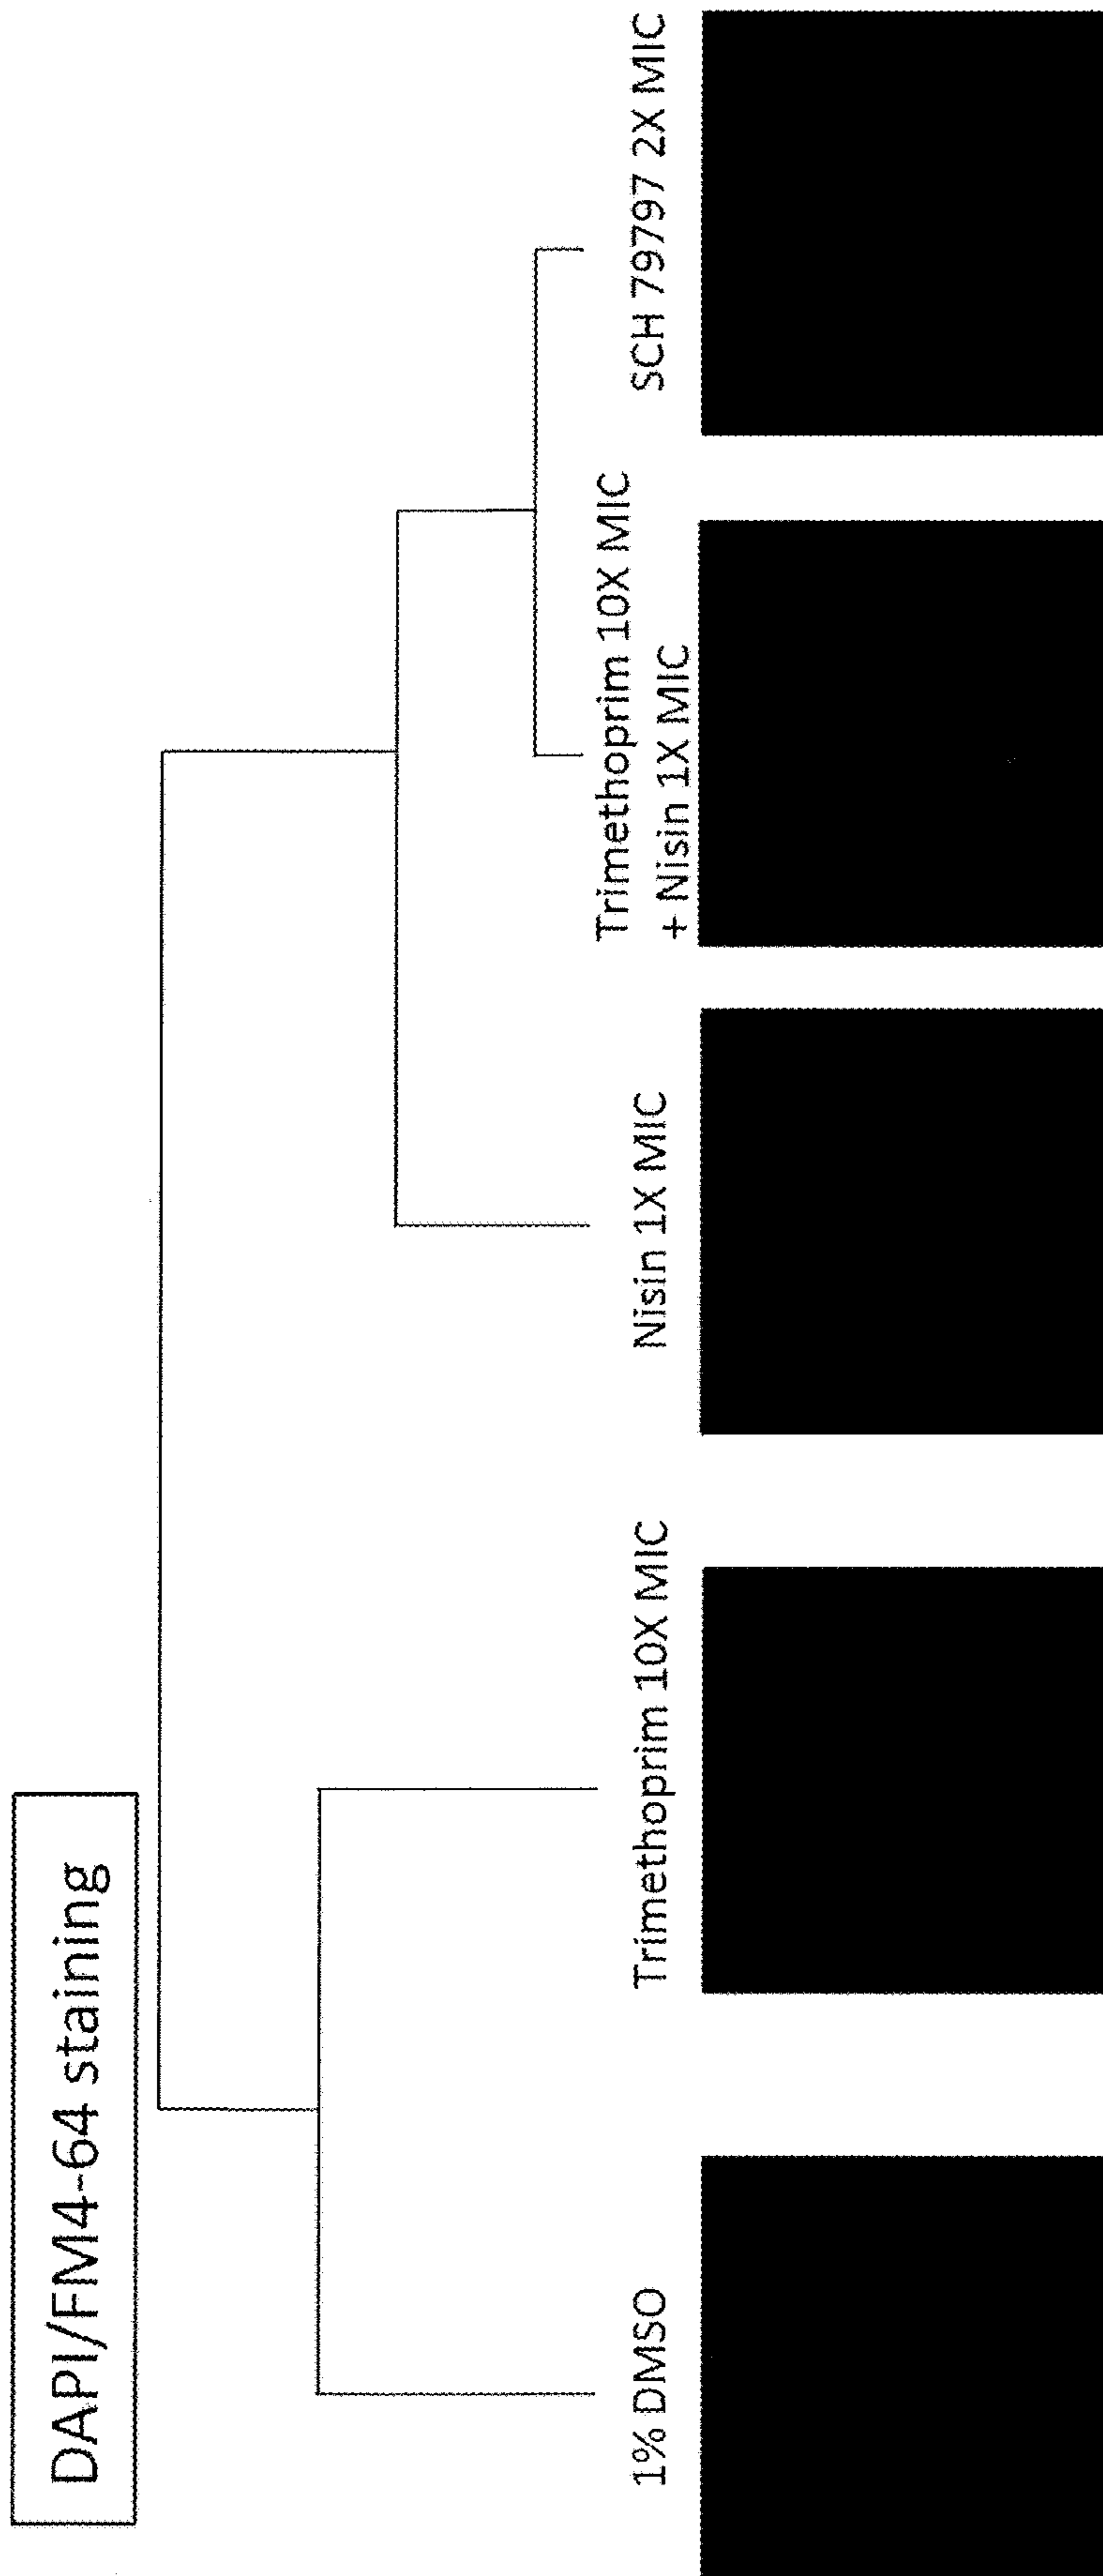 DAPI/FM4-64 staining
1% DMSO
Trimethoprim 10X MIC
Nisin 1X MIC
Trimethoprim 10X MIC
+ Nisin 1X MIC
SCH 79797 2X MIC